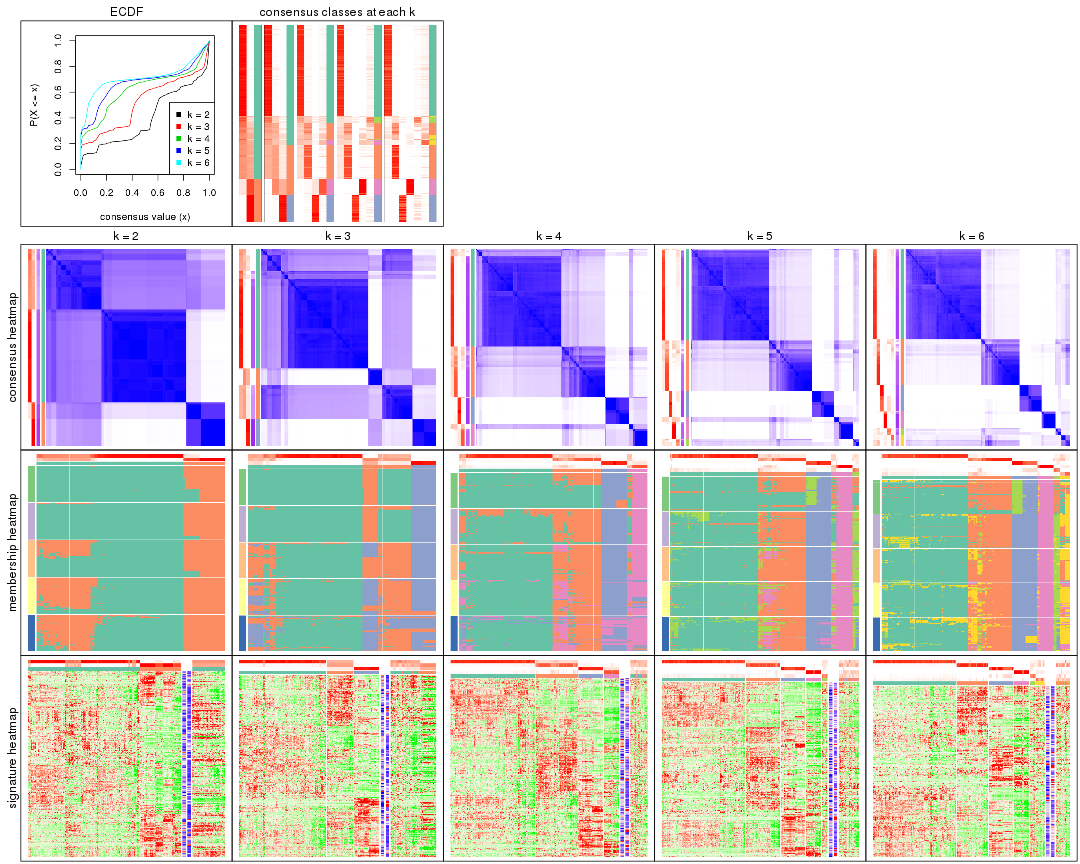 ECDF
consensus classes at each k
P(X <= x)
0.0 0.2 0.4 0.6 0.8 1.0
k = 2
k = 3
k = 4
k = 5
k = 6
0.0 0.2 0.4 0.6 0.8 1.0
consensus value (x)
k = 2 k = 3 k = 4 k = 5 k = 6
consensus heatmap
membership heatmap
signature heatmap